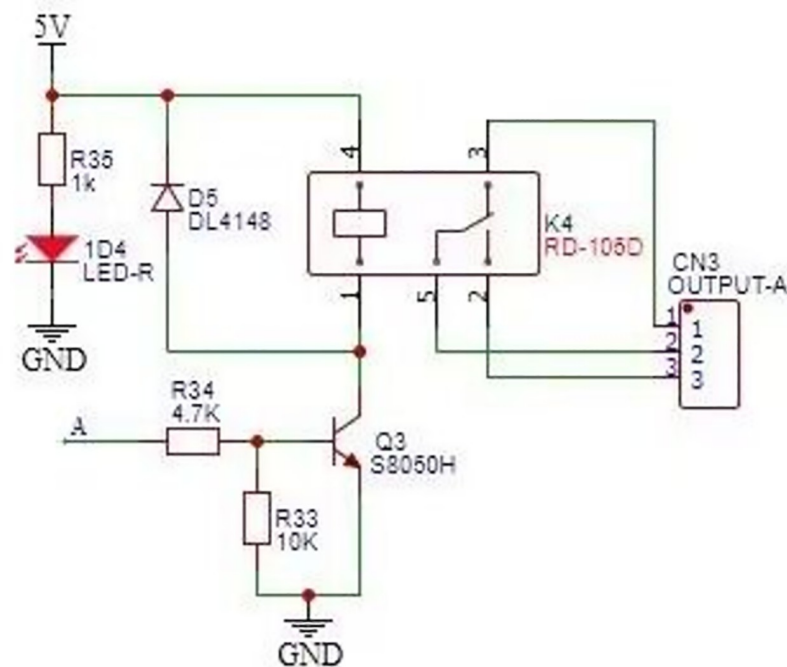 5V
R35
1k
1D4
LED-R
GND
D5
DL4148
4
3
1
5
2
K4
RD-105D
CN3
OUTPUT-A
1
1
2
2
3
3
R34
4.7K
A
Q3
S8050H
R33
10K
GND